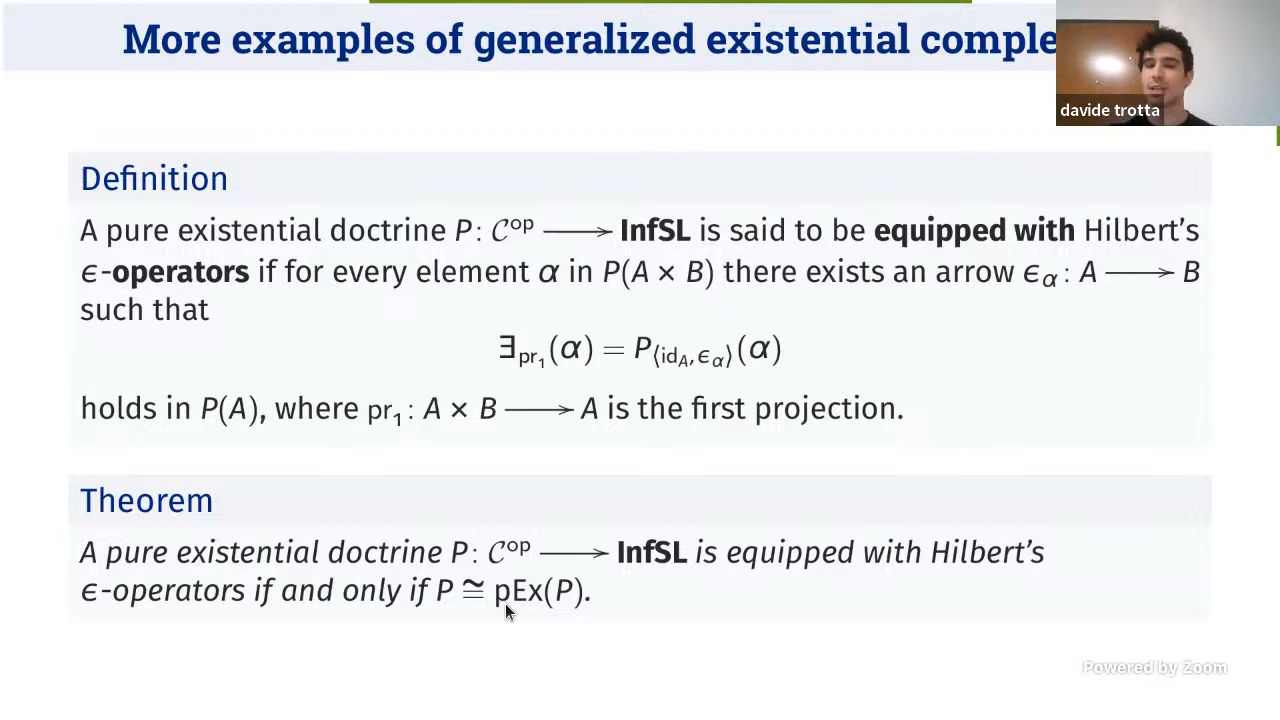 More examples of generalized existential comple
davide trotta
Definition
A pure existential doctrine P: 𝒞ᵒᵖ ⟶ InfSL is said to be equipped with Hilbert's
ϵ-operators if for every element α in P(A × B) there exists an arrow ϵ_α: A ⟶ B
such that
∃_{pr₁}(α) = P_{⟨id_A, ϵ_α⟩}(α)
holds in P(A), where pr₁: A × B ⟶ A is the first projection.
Theorem
A pure existential doctrine P: 𝒞ᵒᵖ ⟶ InfSL is equipped with Hilbert's
ϵ-operators if and only if P ≅ pEx(P).
Powered by Zoom